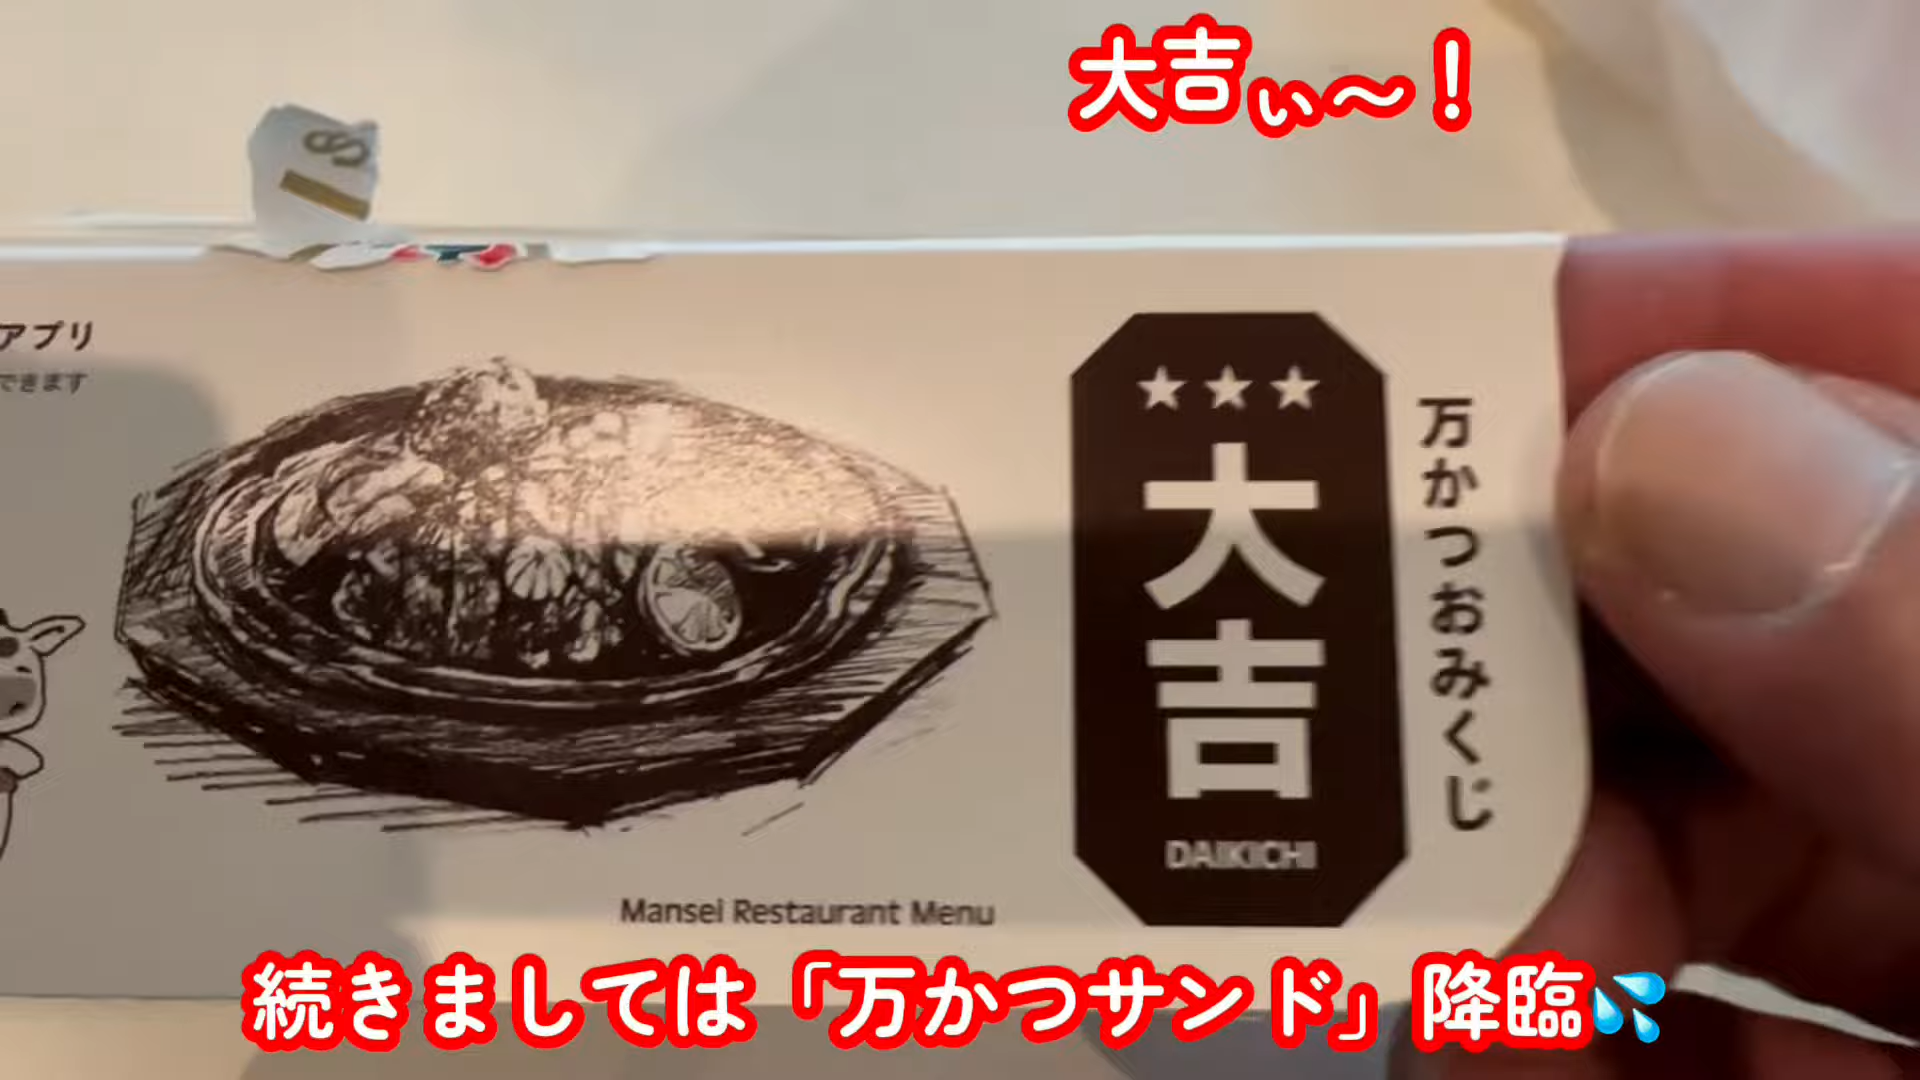 大吉ぃ～！
アプリ
できます
大吉
DAIKICHI
万かつおみくじ
Mansei Restaurant Menu
続きましては「万かつサンド」降臨💦